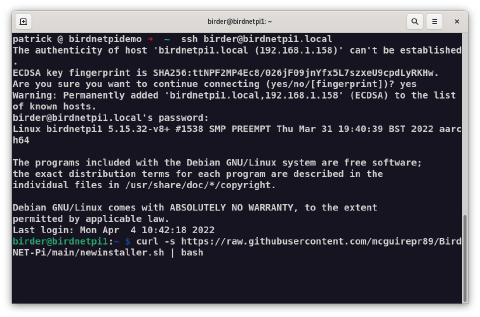 birder@birdnetpi1: ~
patrick @ birdnetpidemo ➜  ~  ssh birder@birdnetpi1.local
The authenticity of host 'birdnetpi1.local (192.168.1.158)' can't be established
.
ECDSA key fingerprint is SHA256:ttNPF2MP4Ec8/026jF09jnYfx5L7szxeU9cpdLyRKHw.
Are you sure you want to continue connecting (yes/no/[fingerprint])? yes
Warning: Permanently added 'birdnetpi1.local,192.168.1.158' (ECDSA) to the list
of known hosts.
birder@birdnetpi1.local's password:
Linux birdnetpi1 5.15.32-v8+ #1538 SMP PREEMPT Thu Mar 31 19:40:39 BST 2022 aarc
h64
The programs included with the Debian GNU/Linux system are free software;
the exact distribution terms for each program are described in the
individual files in /usr/share/doc/*/copyright.
Debian GNU/Linux comes with ABSOLUTELY NO WARRANTY, to the extent
permitted by applicable law.
Last login: Mon Apr  4 10:42:18 2022
birder@birdnetpi1:~ $ curl -s https://raw.githubusercontent.com/mcguirepr89/Bird
NET-Pi/main/newinstaller.sh | bash